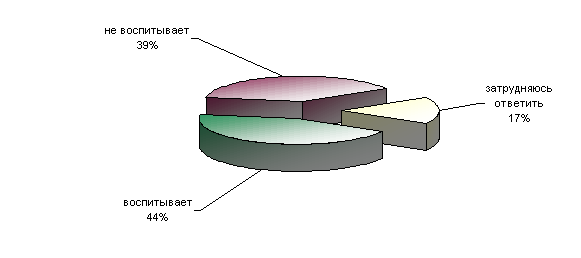 не воспитывает
39%
затрудняюсь
ответить
17%
воспитывает
44%